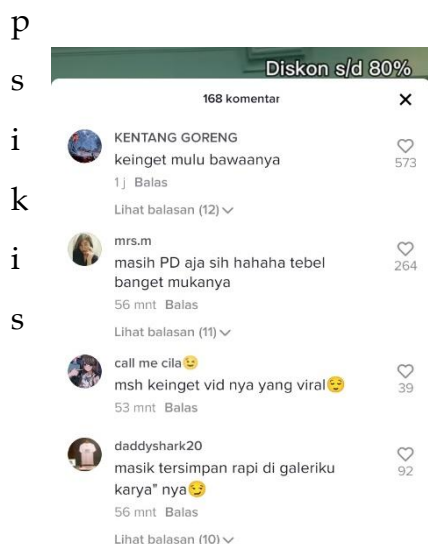 p
s
i
k
i
s
Diskon s/d 80%
168 komentar
KENTANG GORENG
keinget mulu bawaanya
573
1 j Balas
Lihat balasan (12)
mrs.m
masih PD aja sih hahaha tebel
banget mukanya
264
56 mnt Balas
Lihat balasan (11)
call me cila😉
msh keinget vid nya yang viral😌
39
53 mnt Balas
daddyshark20
masik tersimpan rapi di galeriku
karya" nya😏
92
56 mnt Balas
Lihat balasan (10)